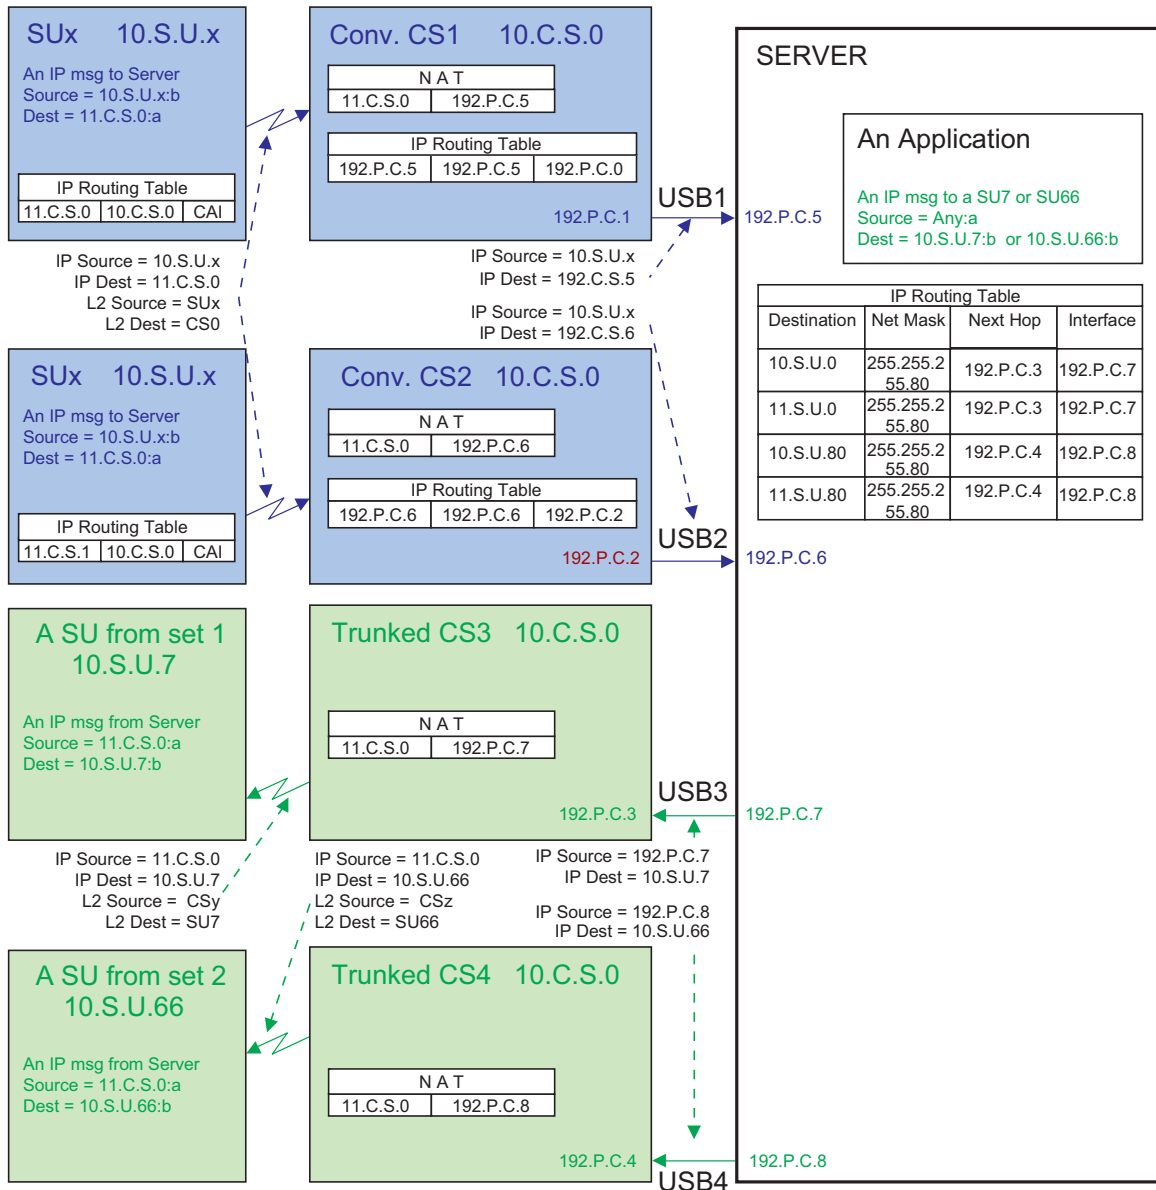 SUx 10.S.U.x
An IP msg to Server
Source = 10.S.U.x:b
Dest = 11.C.S.0:a
IP Routing Table
11.C.S.0 10.C.S.0 CAI
Conv. CS1 10.C.S.0
N A T
11.C.S.0 192.P.C.5
IP Routing Table
192.P.C.5 192.P.C.5 192.P.C.0
192.P.C.1
USB1
192.P.C.5
SERVER
An Application
An IP msg to a SU7 or SU66
Source = Any:a
Dest = 10.S.U.7:b or 10.S.U.66:b
IP Source = 10.S.U.x
IP Dest = 11.C.S.0
L2 Source = SUx
L2 Dest = CS0
IP Source = 10.S.U.x
IP Dest = 192.C.S.5
IP Source = 10.S.U.x
IP Dest = 192.C.S.6
IP Routing Table
Destination Net Mask Next Hop Interface
10.S.U.0 255.255.2 192.P.C.3 192.P.C.7
55.80
11.S.U.0 255.255.2 192.P.C.3 192.P.C.7
55.80
10.S.U.80 255.255.2 192.P.C.4 192.P.C.8
55.80
11.S.U.80 255.255.2 192.P.C.4 192.P.C.8
55.80
SUx 10.S.U.x
An IP msg to Server
Source = 10.S.U.x:b
Dest = 11.C.S.0:a
IP Routing Table
11.C.S.1 10.C.S.0 CAI
Conv. CS2 10.C.S.0
N A T
11.C.S.0 192.P.C.6
IP Routing Table
192.P.C.6 192.P.C.6 192.P.C.2
192.P.C.2
USB2
192.P.C.6
A SU from set 1
10.S.U.7
An IP msg from Server
Source = 11.C.S.0:a
Dest = 10.S.U.7:b
Trunked CS3 10.C.S.0
N A T
11.C.S.0 192.P.C.7
192.P.C.3
USB3
192.P.C.7
IP Source = 11.C.S.0
IP Dest = 10.S.U.7
L2 Source = CSy
L2 Dest = SU7
IP Source = 11.C.S.0
IP Dest = 10.S.U.66
L2 Source = CSz
L2 Dest = SU66
IP Source = 192.P.C.7
IP Dest = 10.S.U.7
IP Source = 192.P.C.8
IP Dest = 10.S.U.66
A SU from set 2
10.S.U.66
An IP msg from Server
Source = 11.C.S.0:a
Dest = 10.S.U.66:b
Trunked CS4 10.C.S.0
N A T
11.C.S.0 192.P.C.8
192.P.C.4
USB4
192.P.C.8